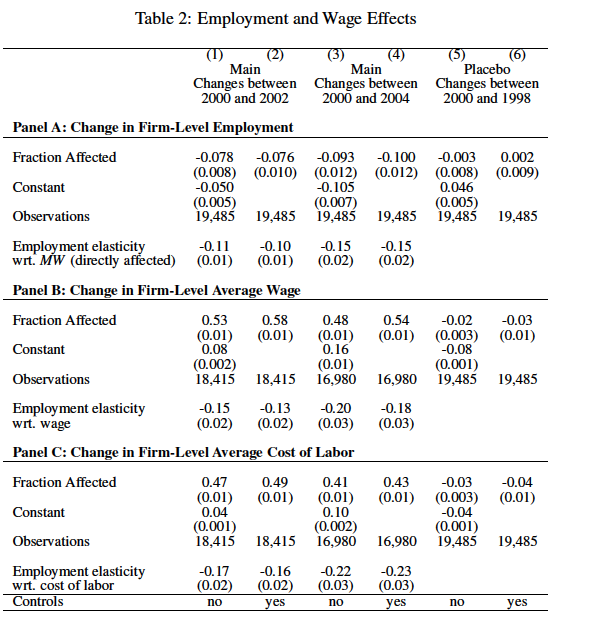 Table 2: Employment and Wage Effects
(1) (2) (3) (4) (5) (6)
Main Main Placebo
Changes between Changes between Changes between
2000 and 2002 2000 and 2004 2000 and 1998
Panel A: Change in Firm-Level Employment
Fraction Affected -0.078 -0.076 -0.093 -0.100 -0.003 0.002
(0.008) (0.010) (0.012) (0.012) (0.008) (0.009)
Constant -0.050 -0.105 0.046
(0.005) (0.007) (0.005)
Observations 19,485 19,485 19,485 19,485 19,485 19,485
Employment elasticity -0.11 -0.10 -0.15 -0.15
wrt. MW (directly affected) (0.01) (0.01) (0.02) (0.02)
Panel B: Change in Firm-Level Average Wage
Fraction Affected 0.53 0.58 0.48 0.54 -0.02 -0.03
(0.01) (0.01) (0.01) (0.01) (0.003) (0.01)
Constant 0.08 0.16 -0.08
(0.002) (0.01) (0.001)
Observations 18,415 18,415 16,980 16,980 19,485 19,485
Employment elasticity -0.15 -0.13 -0.20 -0.18
wrt. wage (0.02) (0.02) (0.03) (0.03)
Panel C: Change in Firm-Level Average Cost of Labor
Fraction Affected 0.47 0.49 0.41 0.43 -0.03 -0.04
(0.01) (0.01) (0.01) (0.01) (0.003) (0.01)
Constant 0.04 0.10 -0.04
(0.001) (0.002) (0.001)
Observations 18,415 18,415 16,980 16,980 19,485 19,485
Employment elasticity -0.17 -0.16 -0.22 -0.23
wrt. cost of labor (0.02) (0.02) (0.03) (0.03)
Controls no yes no yes no yes